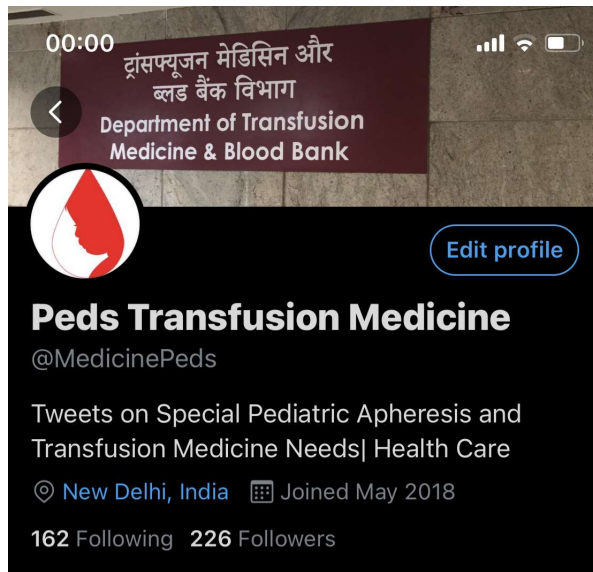 00:00
ट्रांसफ्यूजन मेडिसिन और
ब्लड बैंक विभाग
Department of Transfusion
Medicine & Blood Bank
Edit profile
Peds Transfusion Medicine
@MedicinePeds
Tweets on Special Pediatric Apheresis and
Transfusion Medicine Needs| Health Care
New Delhi, India Joined May 2018
162 Following 226 Followers